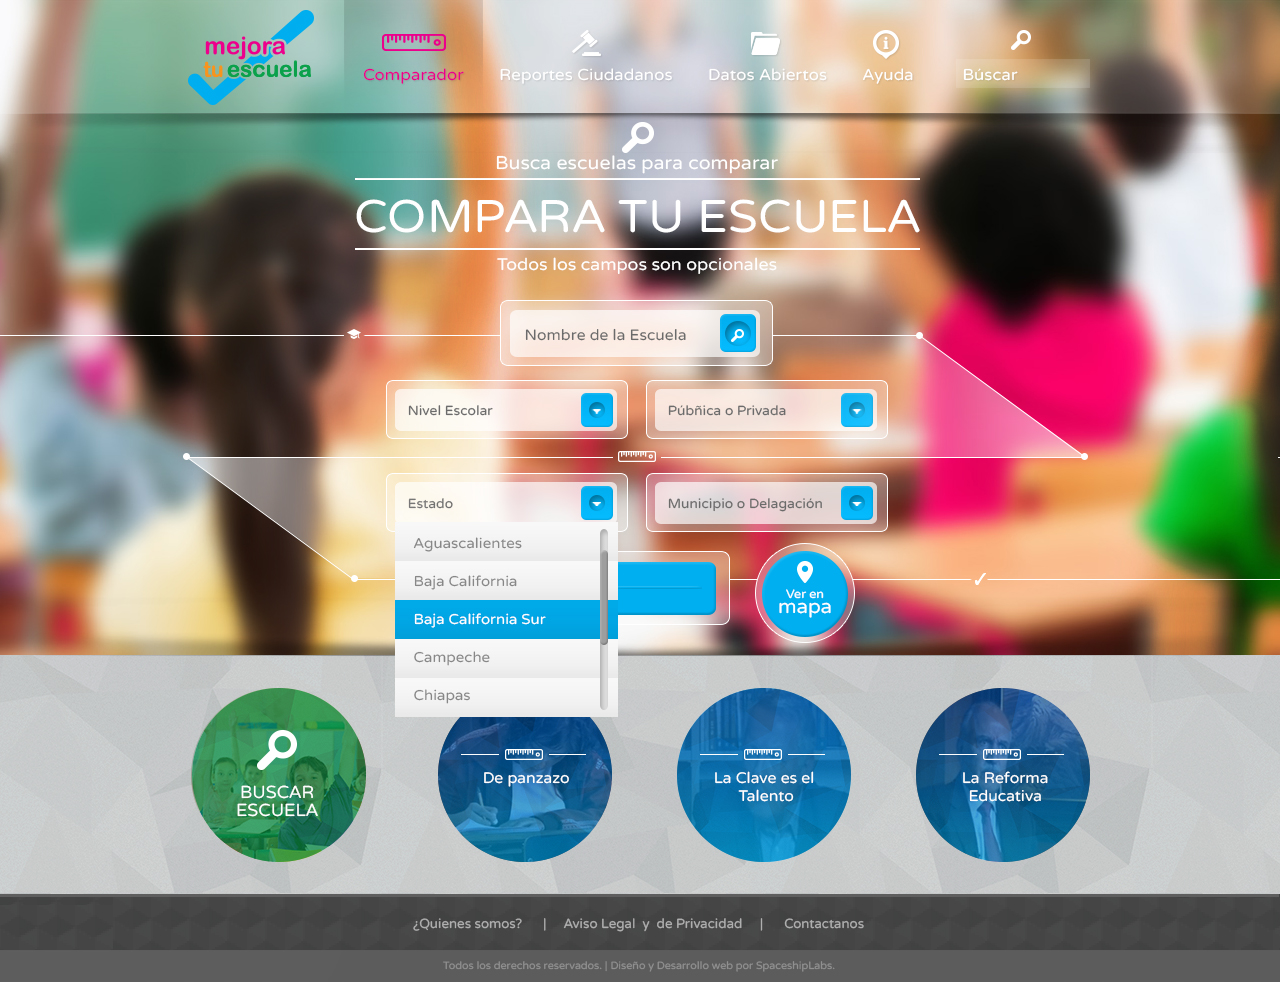 mejora
tu escuela
Comparador
Reportes Ciudadanos
Datos Abiertos
Ayuda
Búscar
Busca escuelas para comparar
COMPARA TU ESCUELA
Todos los campos son opcionales
Nombre de la Escuela
Nivel Escolar
Púbñica o Privada
Estado
Municipio o Delagación
Aguascalientes
Baja California
Baja California Sur
Campeche
Chiapas
Ver en
mapa
BUSCAR
ESCUELA
De panzazo
La Clave es el
Talento
La Reforma
Educativa
¿Quienes somos? | Aviso Legal y de Privacidad | Contactanos
Todos los derechos reservados. | Diseño y Desarrollo web por SpaceshipLabs.